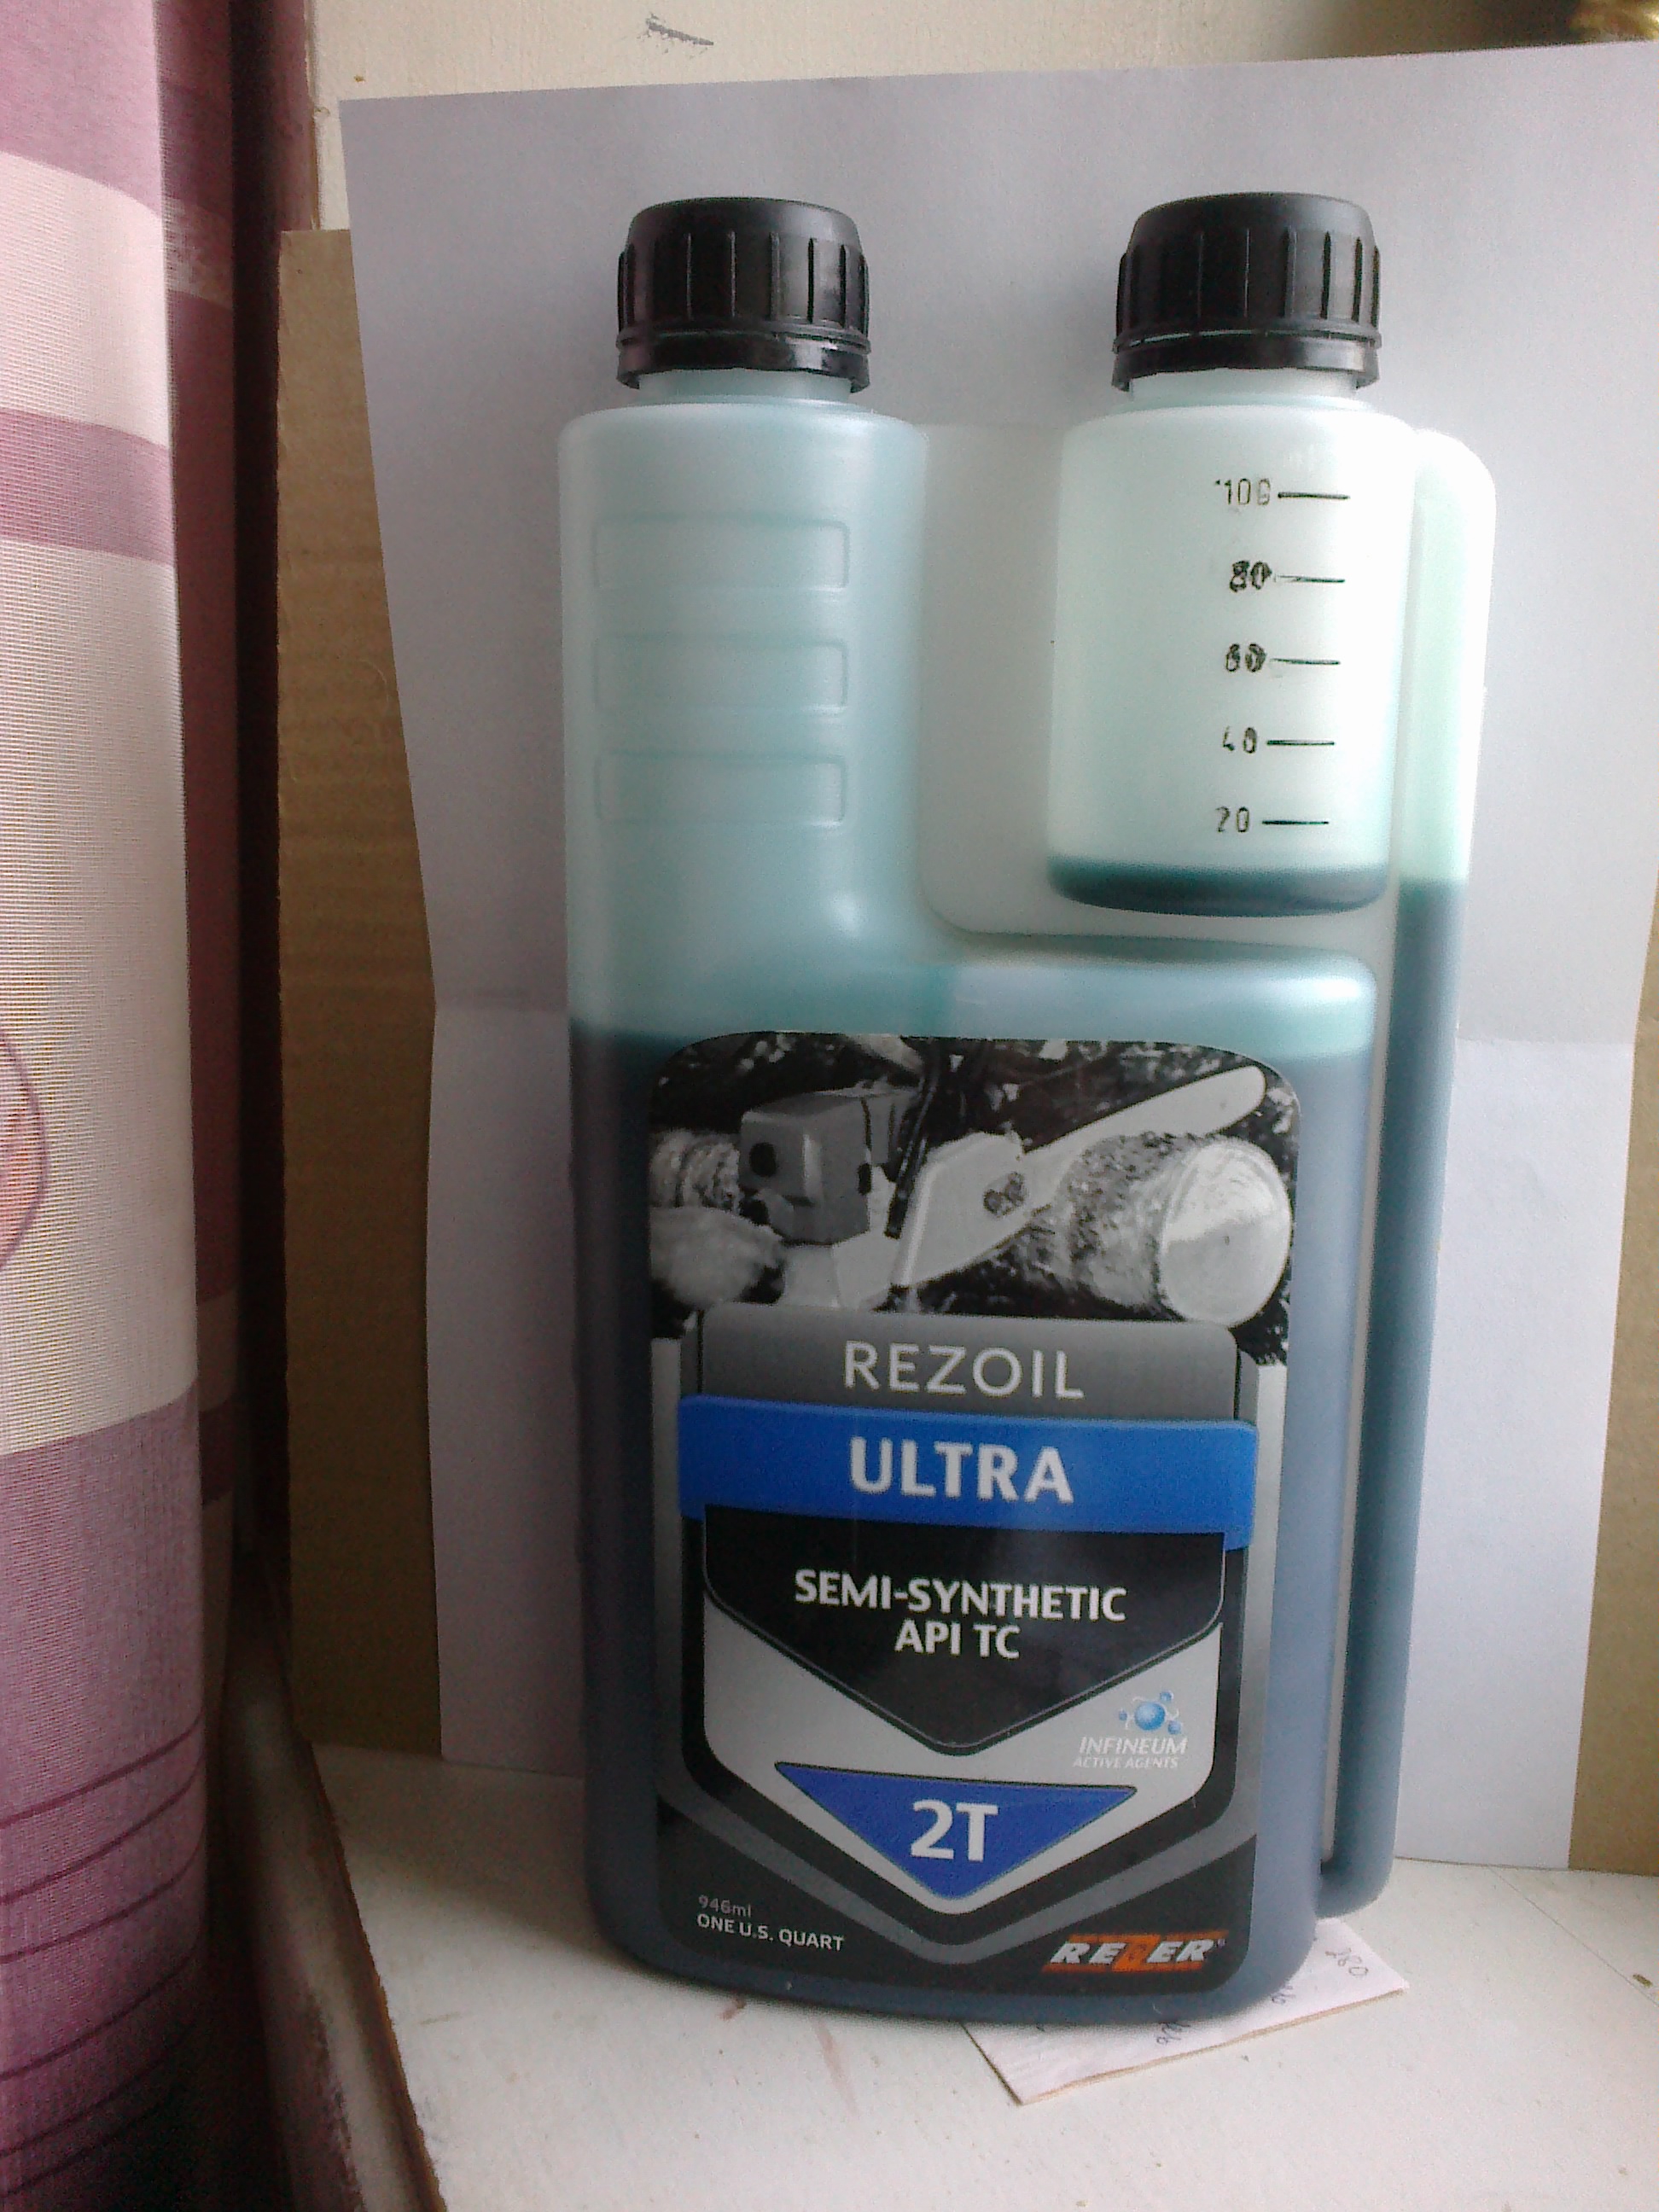 100
80
60
40
20
REZOIL
ULTRA
SEMI-SYNTHETIC
API TC
INFINEUM
ACTIVE AGENTS
2T
946ml
ONE U.S. QUART
REZER
280